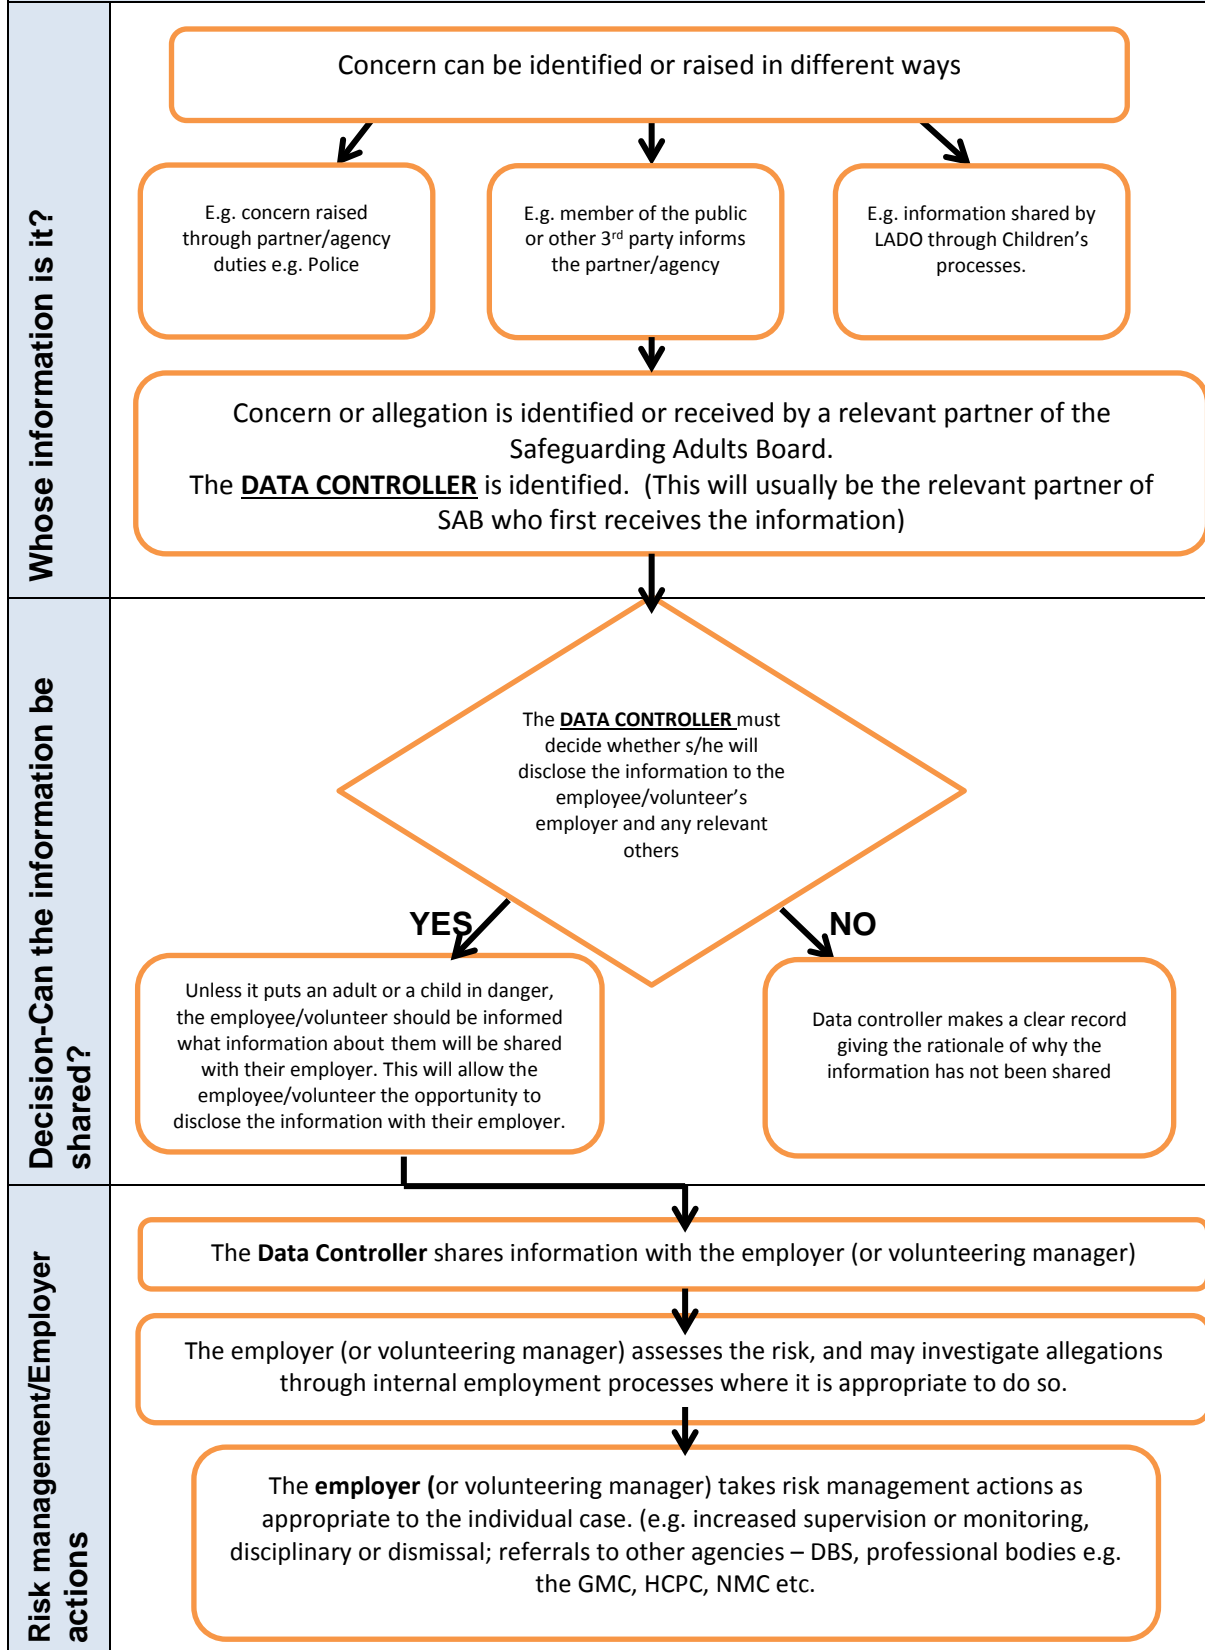 Whose information is it?
Concern can be identified or raised in different ways
E.g. concern raised
through partner/agency
duties e.g. Police
E.g. member of the public
or other 3rd party informs
the partner/agency
E.g. information shared by
LADO through Children’s
processes.
Concern or allegation is identified or received by a relevant partner of the
Safeguarding Adults Board.
The DATA CONTROLLER is identified. (This will usually be the relevant partner of
SAB who first receives the information)
Decision-Can the information be
shared?
The DATA CONTROLLER must
decide whether s/he will
disclose the information to the
employee/volunteer’s
employer and any relevant
others
YES
NO
Unless it puts an adult or a child in danger,
the employee/volunteer should be informed
what information about them will be shared
with their employer. This will allow the
employee/volunteer the opportunity to
disclose the information with their employer.
Data controller makes a clear record
giving the rationale of why the
information has not been shared
Risk management/Employer
actions
The Data Controller shares information with the employer (or volunteering manager)
The employer (or volunteering manager) assesses the risk, and may investigate allegations
through internal employment processes where it is appropriate to do so.
The employer (or volunteering manager) takes risk management actions as
appropriate to the individual case. (e.g. increased supervision or monitoring,
disciplinary or dismissal; referrals to other agencies – DBS, professional bodies e.g.
the GMC, HCPC, NMC etc.